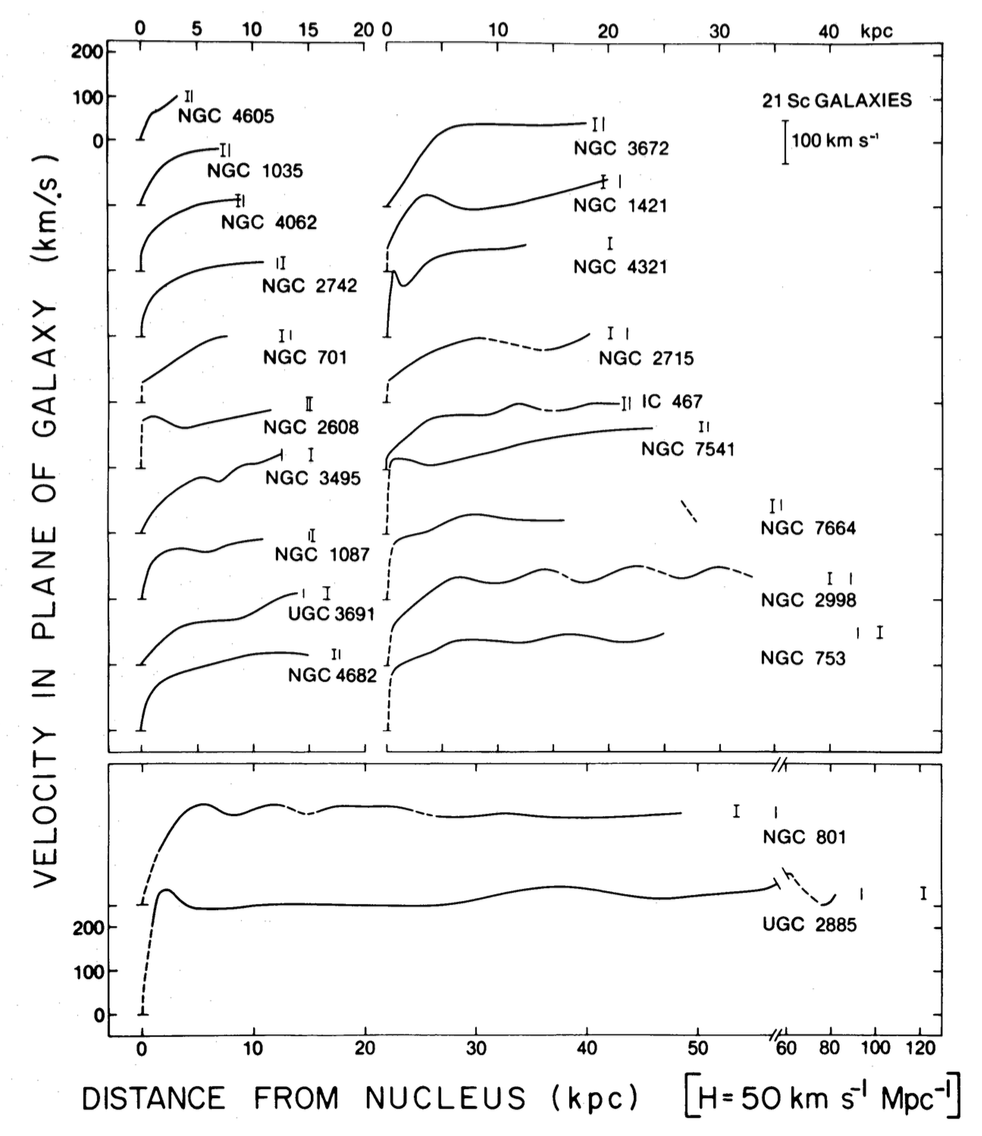 0 5 10 15 20 0 10 20 30 40 kpc
200
100
0
21 Sc GALAXIES
100 km s⁻¹
NGC 4605
NGC 1035
NGC 4062
NGC 2742
NGC 701
NGC 2608
NGC 3495
NGC 1087
UGC 3691
NGC 4682
NGC 3672
NGC 1421
NGC 4321
NGC 2715
IC 467
NGC 7541
NGC 7664
NGC 2998
NGC 753
NGC 801
UGC 2885
200
100
0
0 10 20 30 40 50 60 80 100 120
VELOCITY IN PLANE OF GALAXY (km/s)
DISTANCE FROM NUCLEUS (kpc) [H=50 km s⁻¹ Mpc⁻¹]